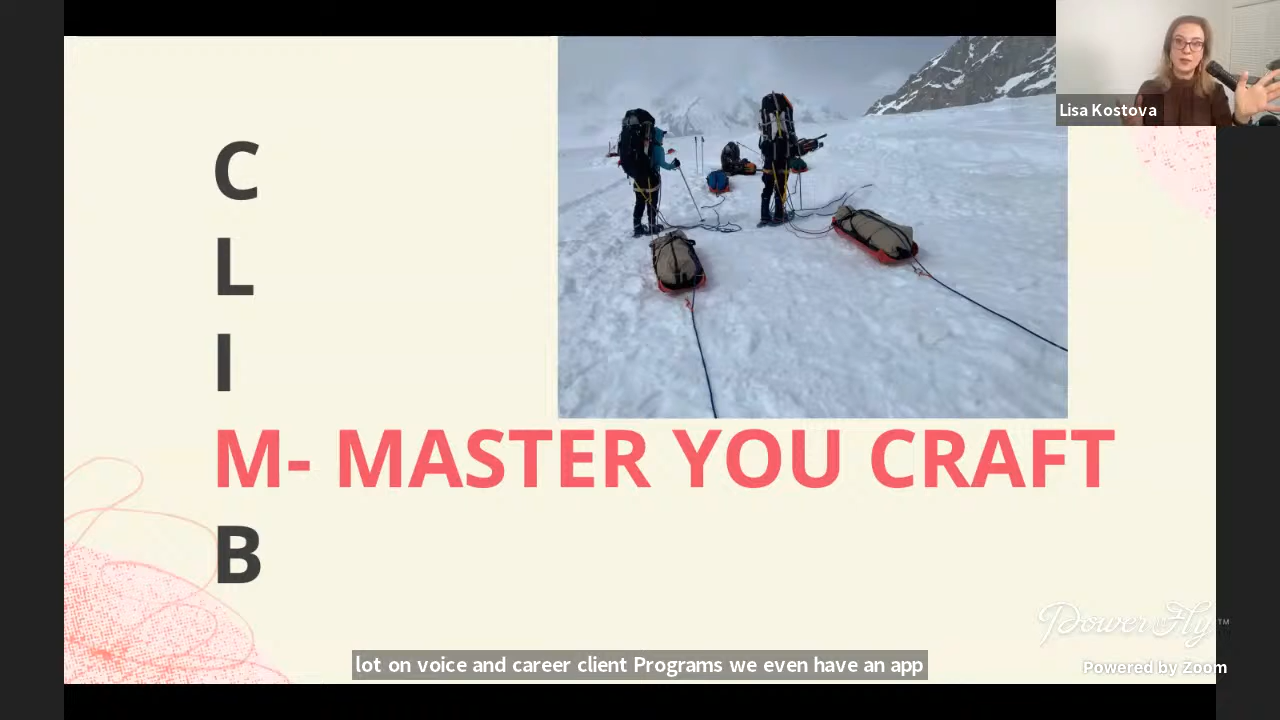 Lisa Kostova
C
L
I
M- MASTER YOU CRAFT
B
PowerToFly™
Powered by Zoom
lot on voice and career client Programs we even have an app